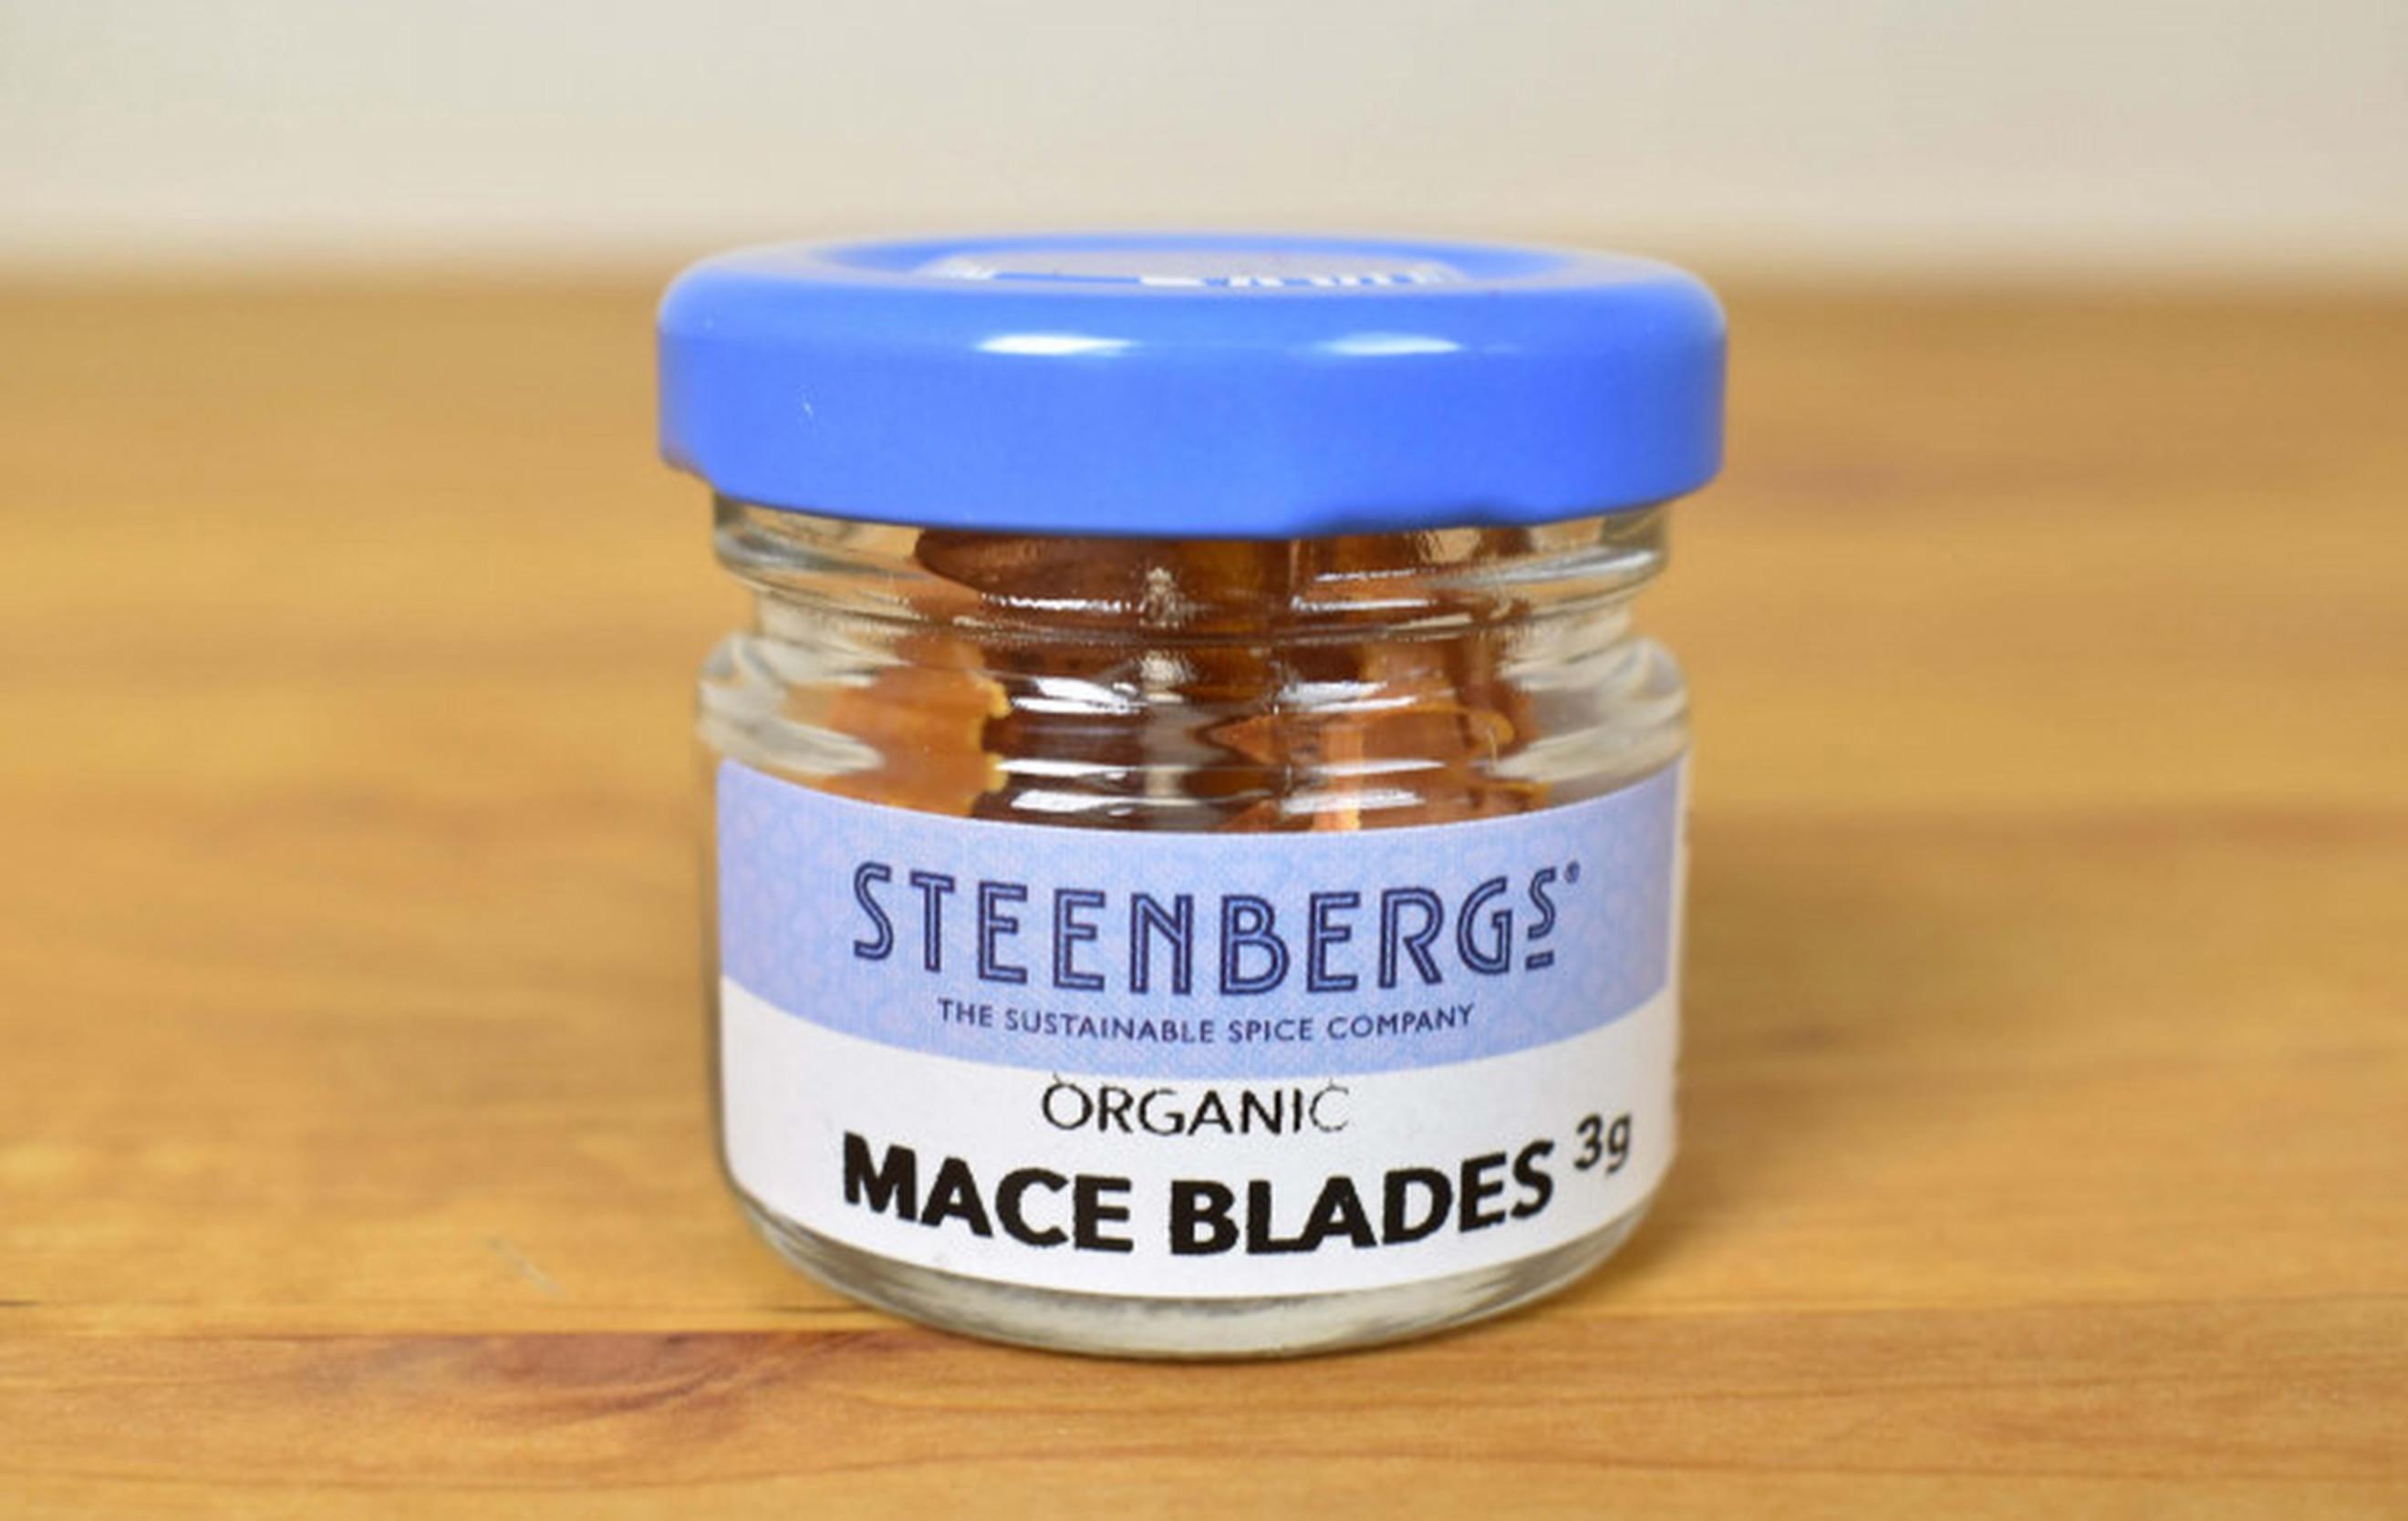 STEENBERGS®
THE SUSTAINABLE SPICE COMPANY
ORGANIC
MACE BLADES 3g